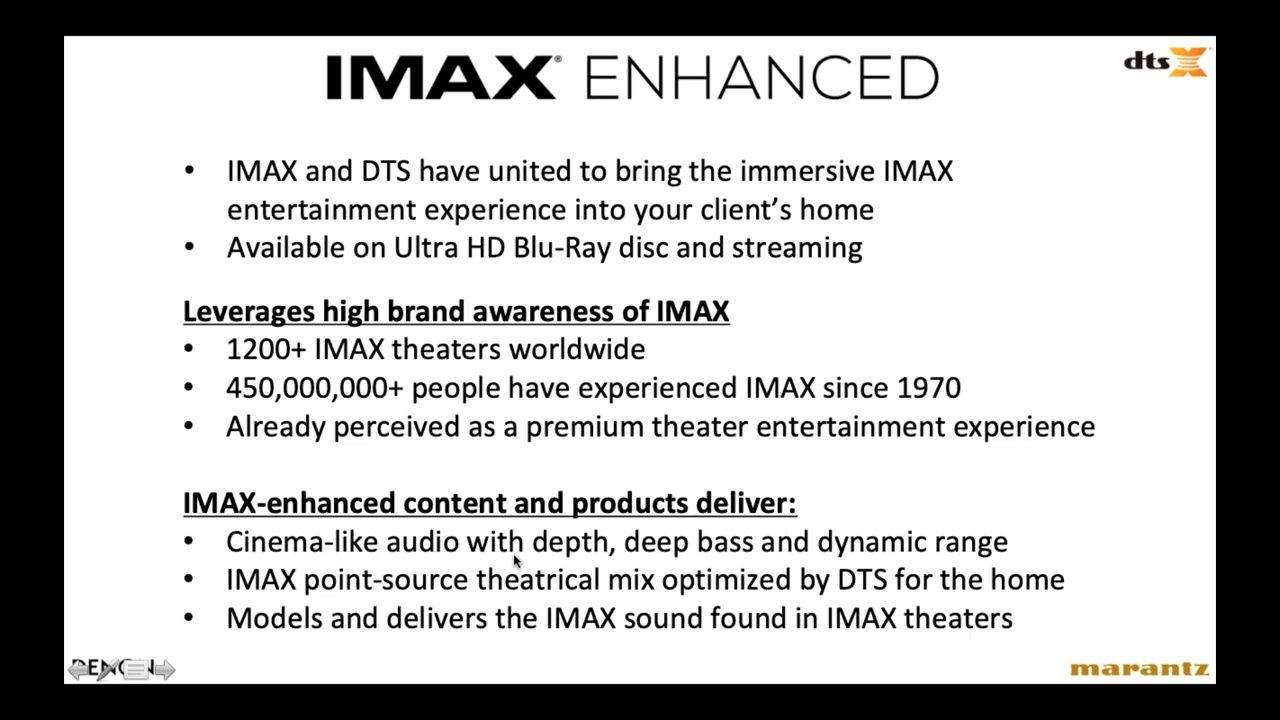 IMAX® ENHANCED
dts X
• IMAX and DTS have united to bring the immersive IMAX
entertainment experience into your client’s home
• Available on Ultra HD Blu-Ray disc and streaming
Leverages high brand awareness of IMAX
• 1200+ IMAX theaters worldwide
• 450,000,000+ people have experienced IMAX since 1970
• Already perceived as a premium theater entertainment experience
IMAX-enhanced content and products deliver:
• Cinema-like audio with depth, deep bass and dynamic range
• IMAX point-source theatrical mix optimized by DTS for the home
• Models and delivers the IMAX sound found in IMAX theaters
DENON
marantz